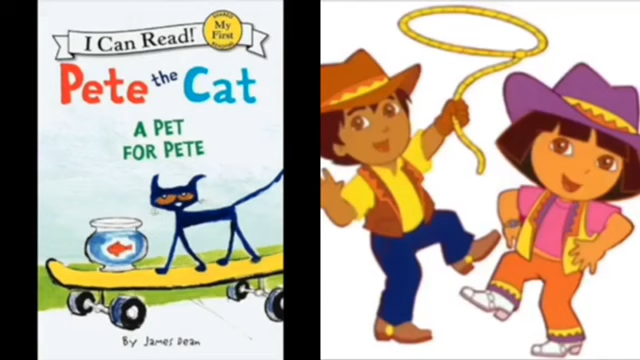 I Can Read!
My
First
Pete the Cat
A PET
FOR PETE
By James Dean